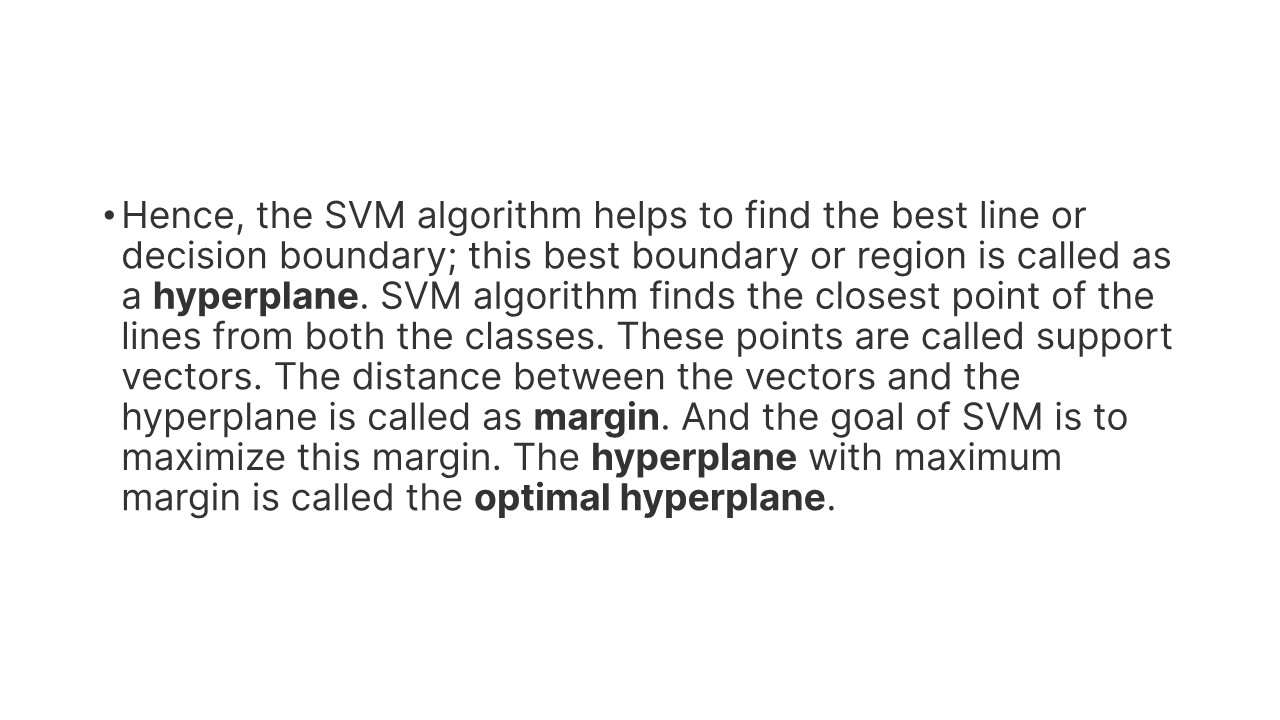 •Hence, the SVM algorithm helps to find the best line or
decision boundary; this best boundary or region is called as
a hyperplane. SVM algorithm finds the closest point of the
lines from both the classes. These points are called support
vectors. The distance between the vectors and the
hyperplane is called as margin. And the goal of SVM is to
maximize this margin. The hyperplane with maximum
margin is called the optimal hyperplane.